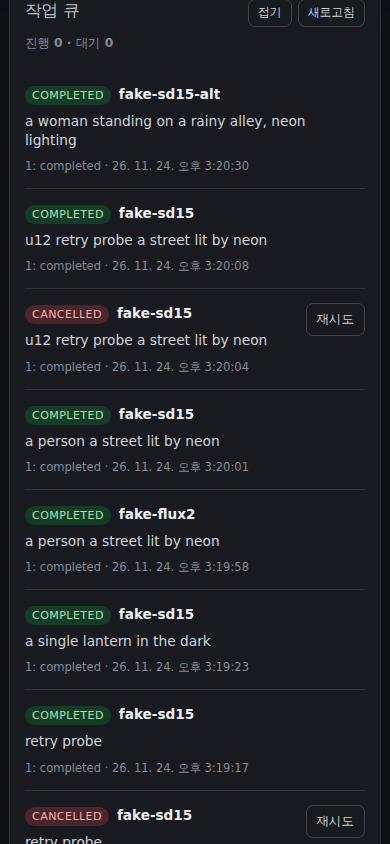 작업 큐
접기
새로고침
진행 0 · 대기 0
COMPLETED fake-sd15-alt
a woman standing on a rainy alley, neon
lighting
1: completed · 26. 11. 24. 오후 3:20:30
COMPLETED fake-sd15
u12 retry probe a street lit by neon
1: completed · 26. 11. 24. 오후 3:20:08
CANCELLED fake-sd15
재시도
u12 retry probe a street lit by neon
1: completed · 26. 11. 24. 오후 3:20:04
COMPLETED fake-sd15
a person a street lit by neon
1: completed · 26. 11. 24. 오후 3:20:01
COMPLETED fake-flux2
a person a street lit by neon
1: completed · 26. 11. 24. 오후 3:19:58
COMPLETED fake-sd15
a single lantern in the dark
1: completed · 26. 11. 24. 오후 3:19:23
COMPLETED fake-sd15
retry probe
1: completed · 26. 11. 24. 오후 3:19:17
CANCELLED fake-sd15
재시도
retry probe